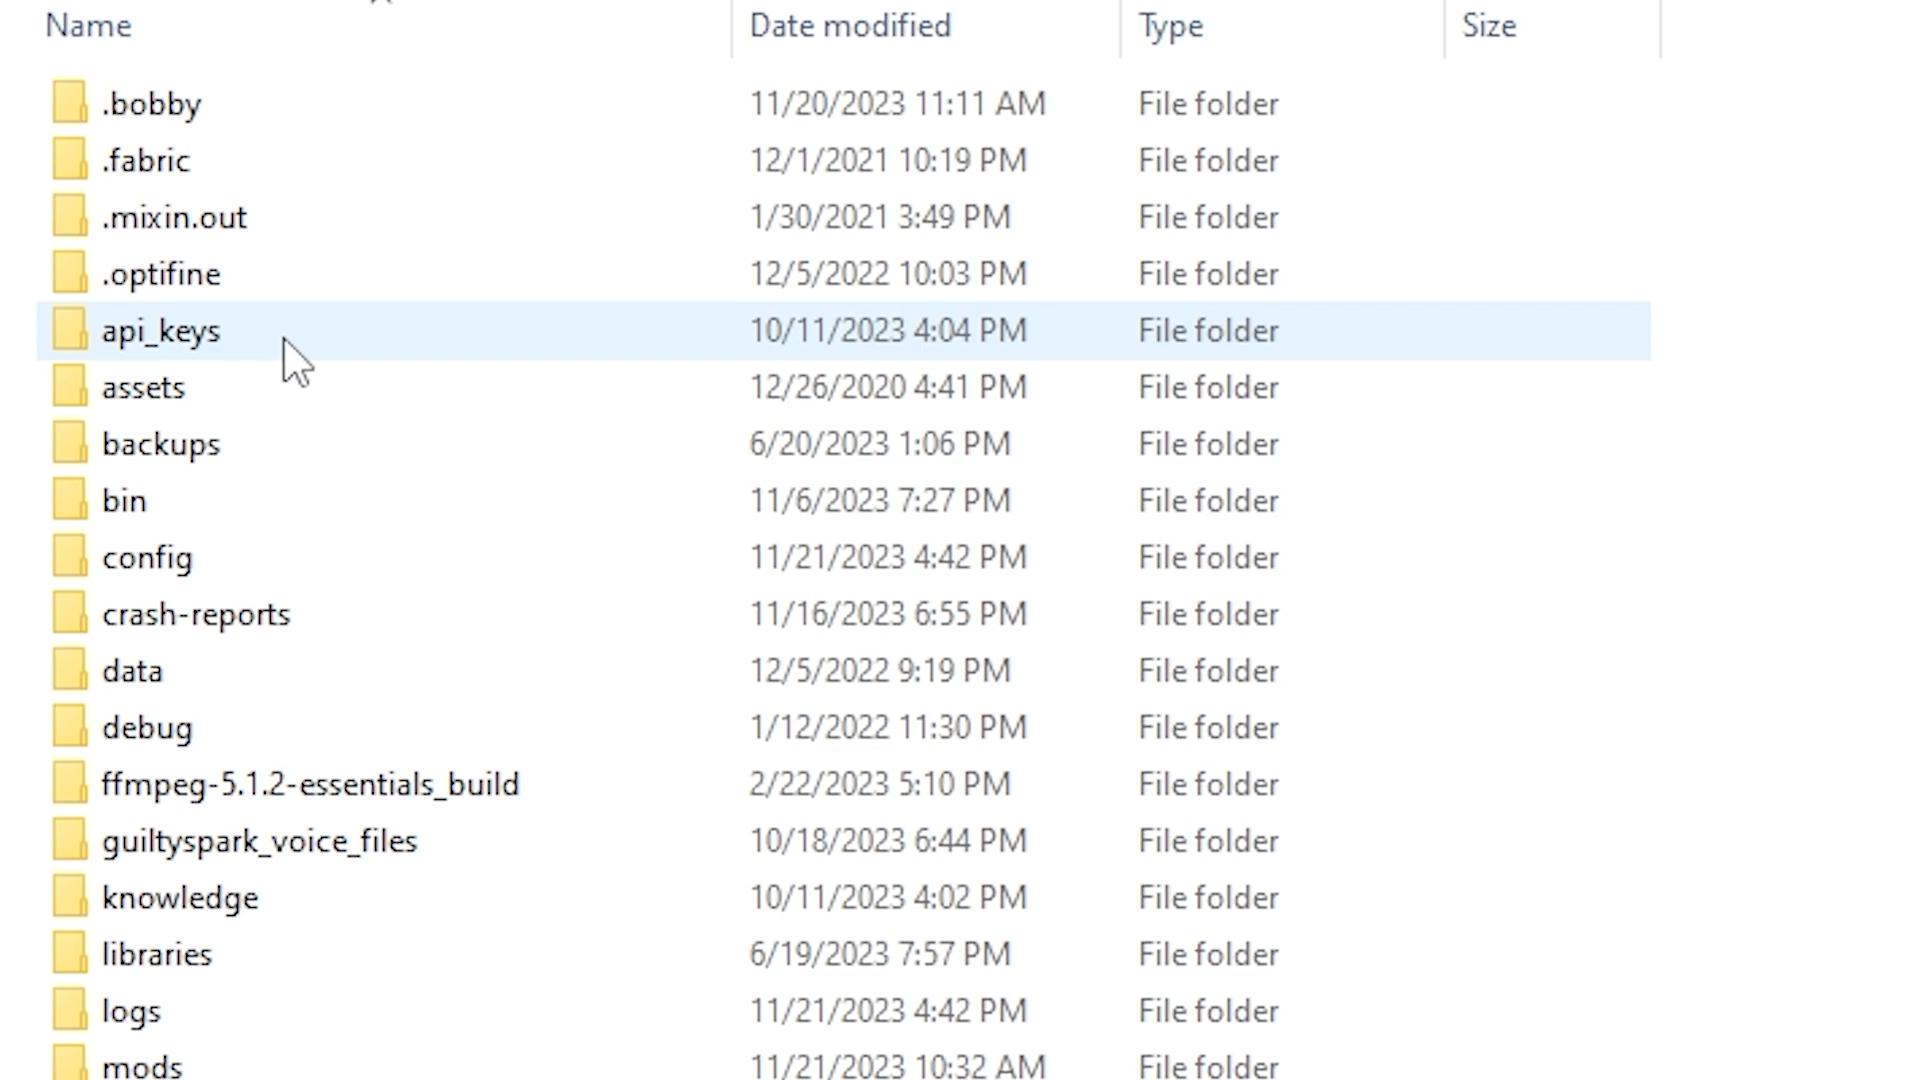 Name Date modified Type Size
.bobby 11/20/2023 11:11 AM File folder
.fabric 12/1/2021 10:19 PM File folder
.mixin.out 1/30/2021 3:49 PM File folder
.optifine 12/5/2022 10:03 PM File folder
api_keys 10/11/2023 4:04 PM File folder
assets 12/26/2020 4:41 PM File folder
backups 6/20/2023 1:06 PM File folder
bin 11/6/2023 7:27 PM File folder
config 11/21/2023 4:42 PM File folder
crash-reports 11/16/2023 6:55 PM File folder
data 12/5/2022 9:19 PM File folder
debug 1/12/2022 11:30 PM File folder
ffmpeg-5.1.2-essentials_build 2/22/2023 5:10 PM File folder
guiltyspark_voice_files 10/18/2023 6:44 PM File folder
knowledge 10/11/2023 4:02 PM File folder
libraries 6/19/2023 7:57 PM File folder
logs 11/21/2023 4:42 PM File folder
mods 11/21/2023 10:32 AM File folder